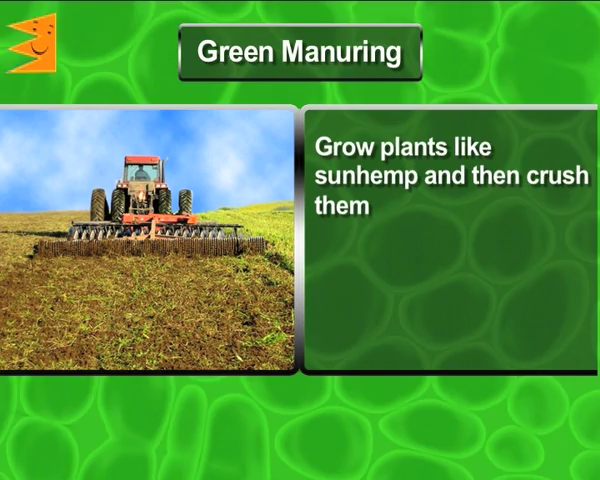 Green Manuring
Grow plants like
sunhemp and then crush
them